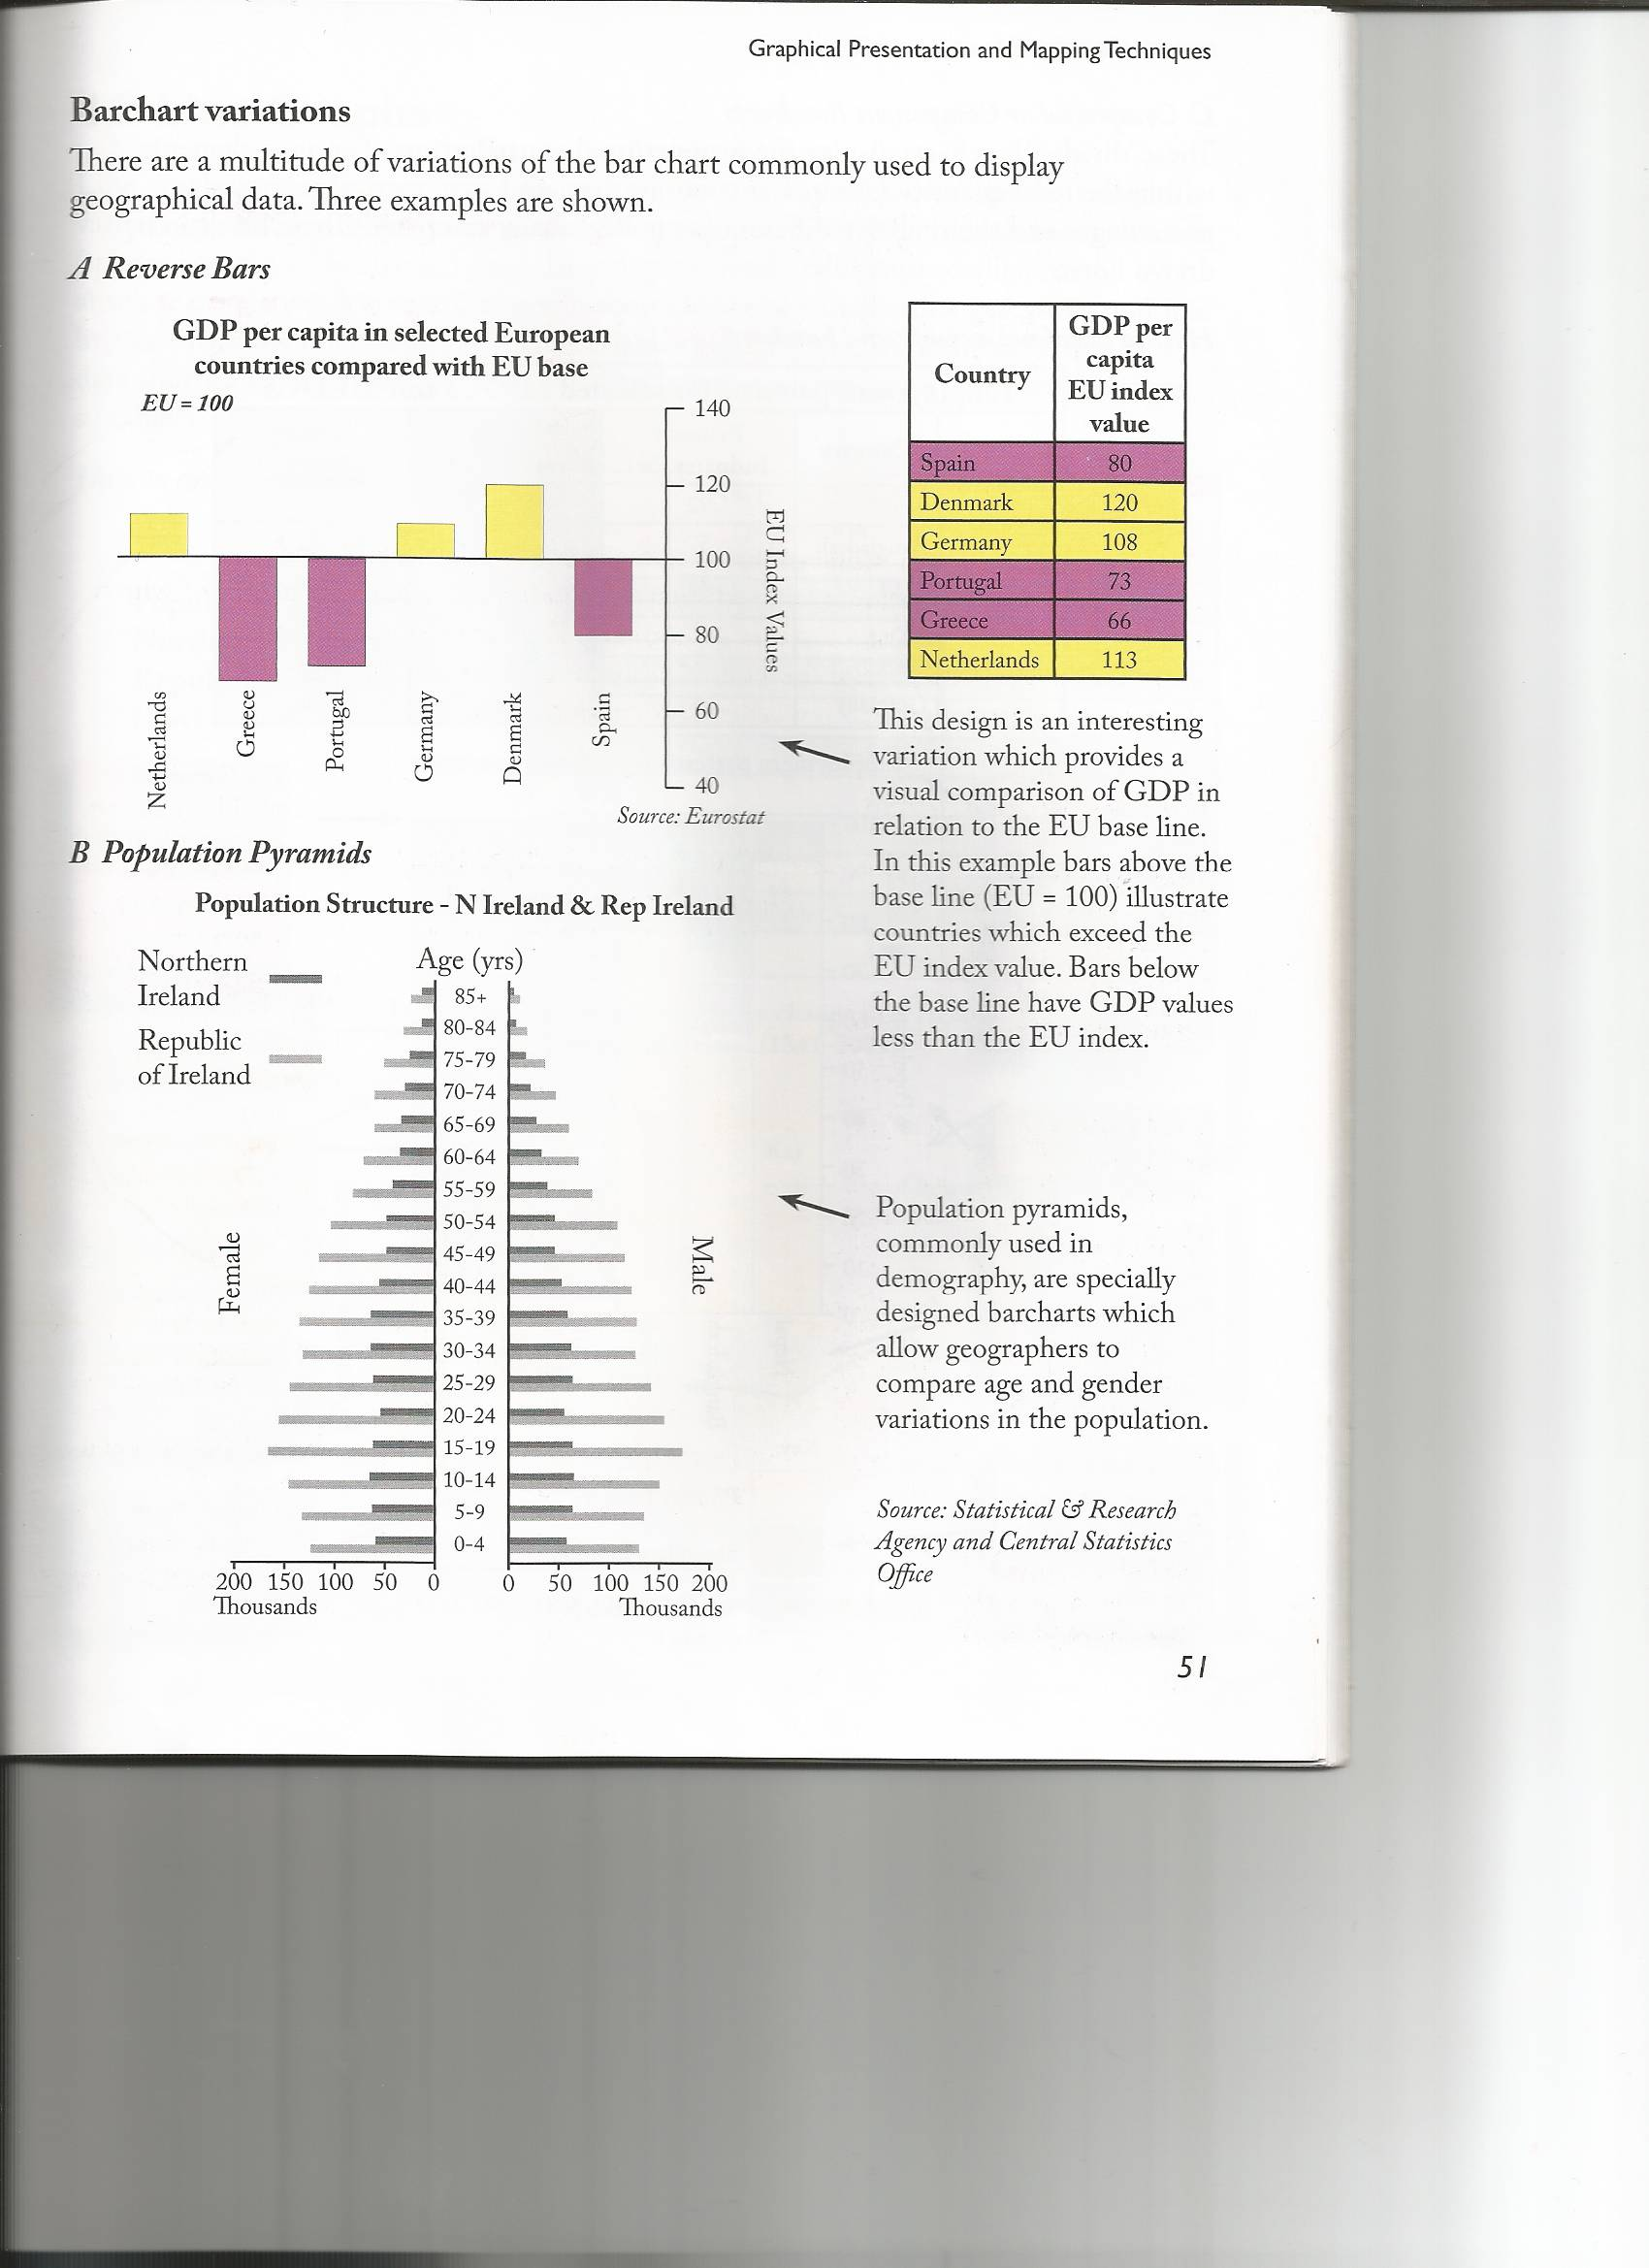 Graphical Presentation and Mapping Techniques
Barchart variations
There are a multitude of variations of the bar chart commonly used to display
geographical data. Three examples are shown.
A Reverse Bars
GDP per capita in selected European
countries compared with EU base
EU = 100
140
120
100
80
60
40
EU Index Values
Netherlands
Greece
Portugal
Germany
Denmark
Spain
Source: Eurostat
Country
GDP per
capita
EU index
value
Spain 80
Denmark 120
Germany 108
Portugal 73
Greece 66
Netherlands 113
This design is an interesting
variation which provides a
visual comparison of GDP in
relation to the EU base line.
In this example bars above the
base line (EU = 100) illustrate
countries which exceed the
EU index value. Bars below
the base line have GDP values
less than the EU index.
B Population Pyramids
Population Structure - N Ireland & Rep Ireland
Northern
Ireland
Republic
of Ireland
Age (yrs)
85+
80-84
75-79
70-74
65-69
60-64
55-59
50-54
45-49
40-44
35-39
30-34
25-29
20-24
15-19
10-14
5-9
0-4
Female
Male
200 150 100 50 0 0 50 100 150 200
Thousands Thousands
Population pyramids,
commonly used in
demography, are specially
designed barcharts which
allow geographers to
compare age and gender
variations in the population.
Source: Statistical & Research
Agency and Central Statistics
Office
51